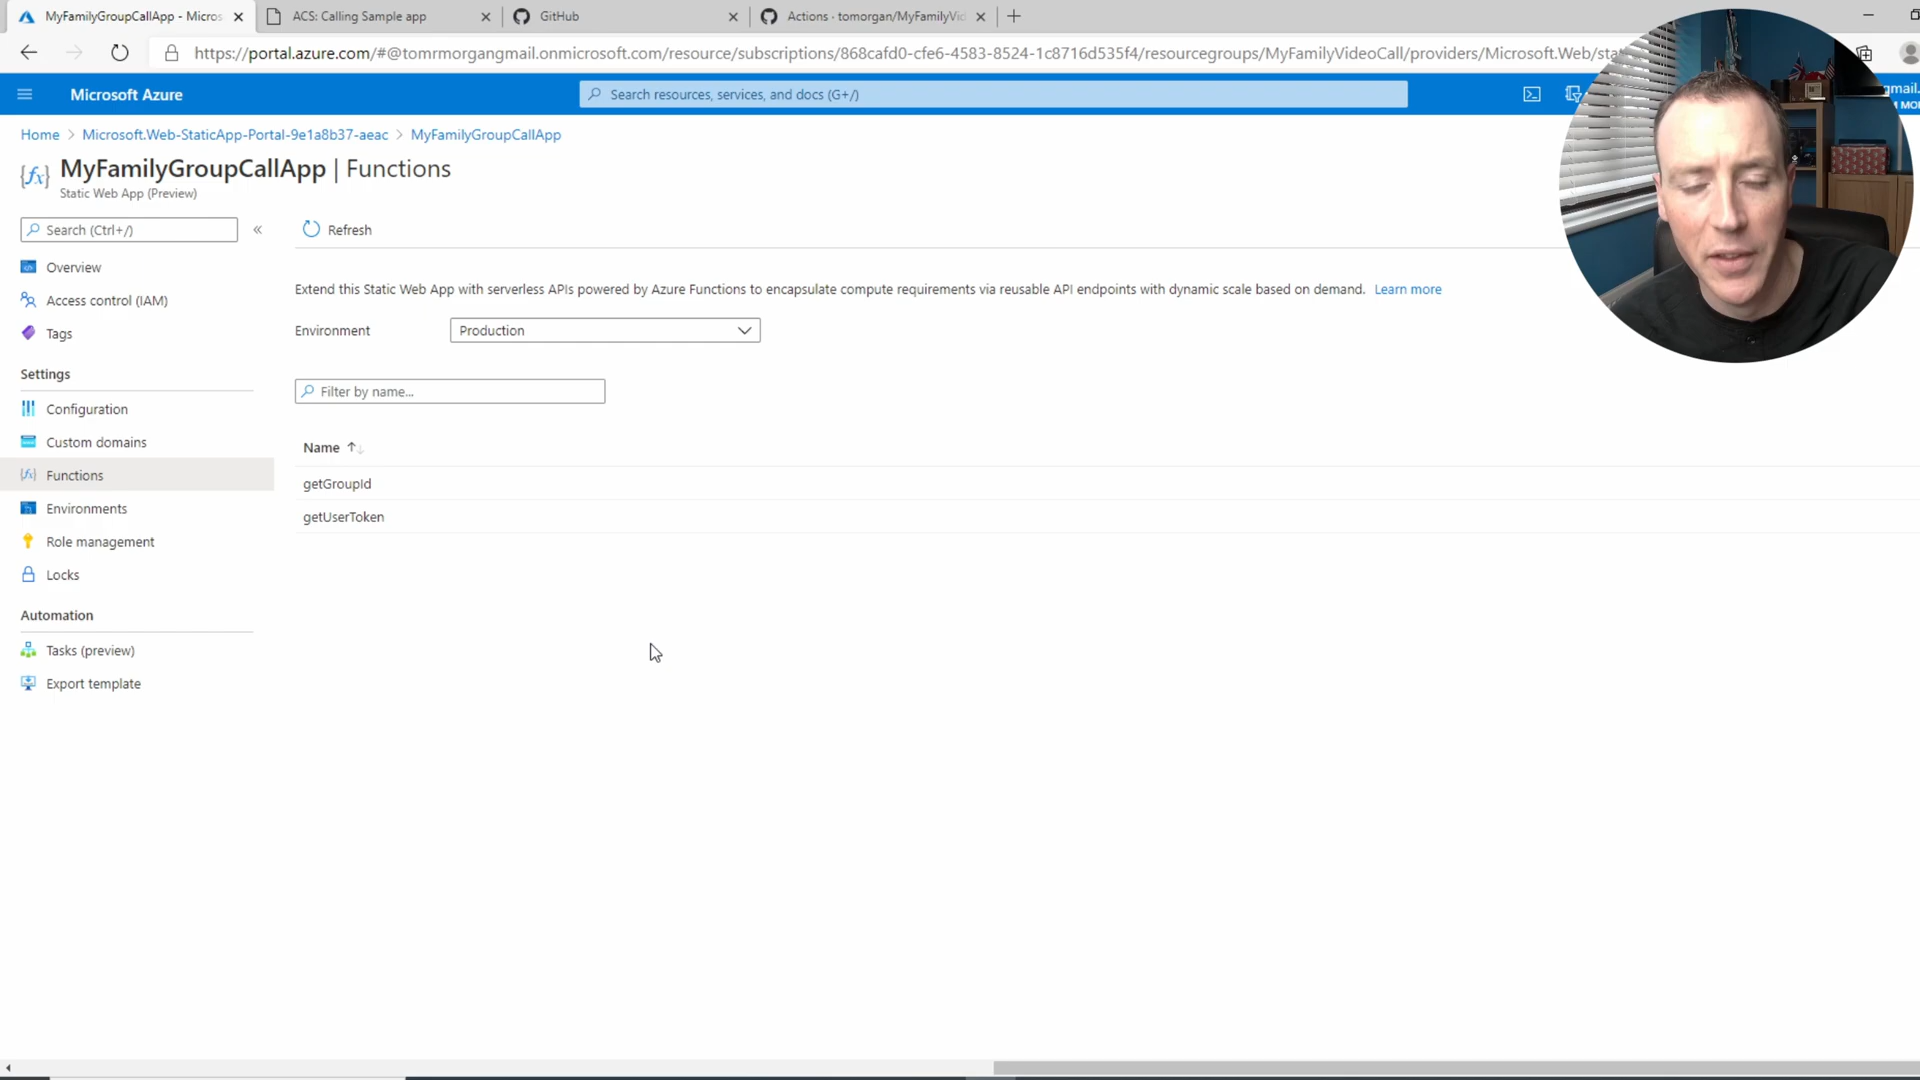 MyFamilyGroupCallApp - Micros
ACS: Calling Sample app
GitHub
Actions · tomorgan/MyFamilyVid
https://portal.azure.com/#@tomrmorgangmail.onmicrosoft.com/resource/subscriptions/868cafd0-cfe6-4583-8524-1c8716d535f4/resourcegroups/MyFamilyVideoCall/providers/Microsoft.Web/sta
Microsoft Azure
Search resources, services, and docs (G+/)
gmail.
Home > Microsoft.Web-StaticApp-Portal-9e1a8b37-aeac > MyFamilyGroupCallApp
MyFamilyGroupCallApp | Functions
Static Web App (Preview)
Search (Ctrl+/)
«
Overview
Access control (IAM)
Tags
Settings
Configuration
Custom domains
Functions
Environments
Role management
Locks
Automation
Tasks (preview)
Export template
Refresh
Extend this Static Web App with serverless APIs powered by Azure Functions to encapsulate compute requirements via reusable API endpoints with dynamic scale based on demand. Learn more
Environment
Production
Filter by name...
Name
getGroupId
getUserToken